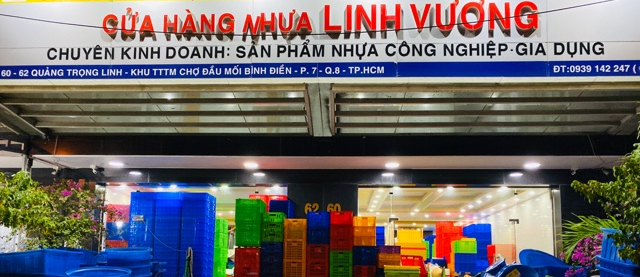 CỬA HÀNG NHỰA LINH VƯƠNG
CHUYÊN KINH DOANH: SẢN PHẨM NHỰA CÔNG NGHIỆP-GIA DỤNG
60 - 62 QUẢNG TRỌNG LINH - KHU TTTM CHỢ ĐẦU MỐI BÌNH ĐIỀN - P. 7 - Q.8 - TP.HCM ĐT:0939 142 247 (
62 60